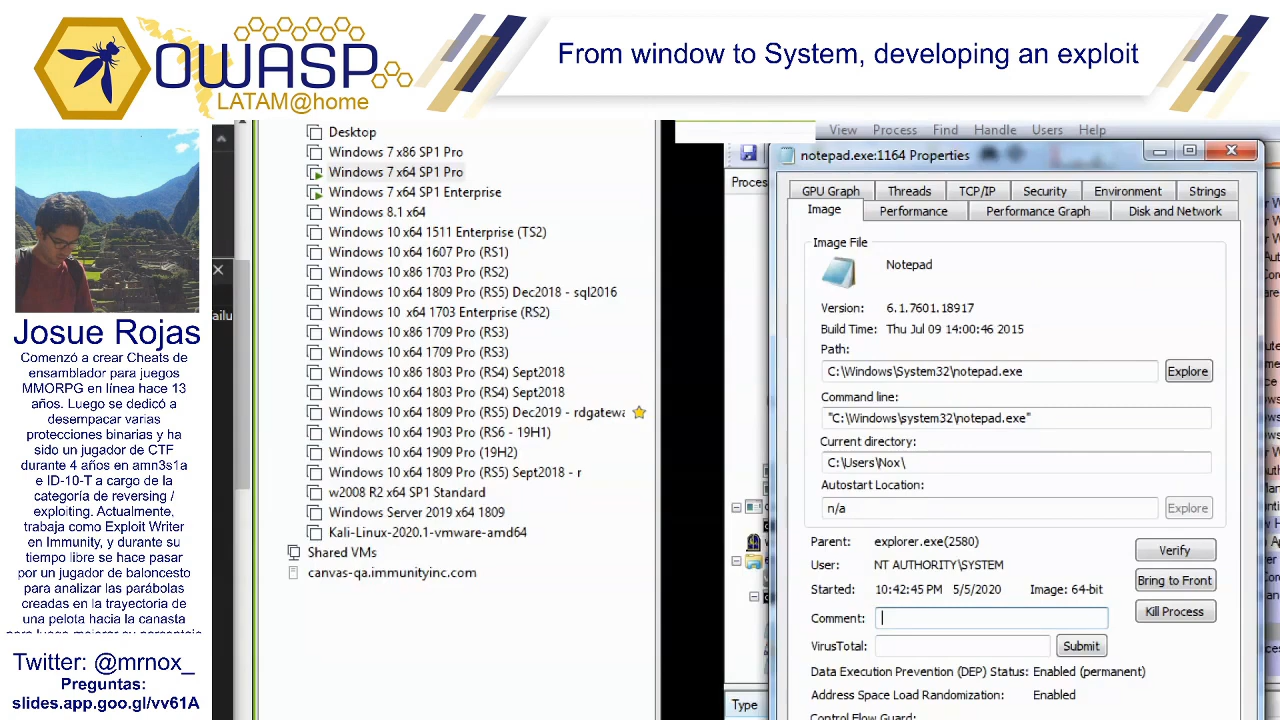 OWASP
LATAM@home
From window to System, developing an exploit
Josue Rojas
Comenzó a crear Cheats de
ensamblador para juegos
MMORPG en línea hace 13
años. Luego se dedicó a
desempacar varias
protecciones binarias y ha
sido un jugador de CTF
durante 4 años en amn3s1a
e ID-10-T a cargo de la
categoría de reversing /
exploiting. Actualmente,
trabaja como Exploit Writer
en Immunity, y durante su
tiempo libre se hace pasar
por un jugador de baloncesto
para analizar las parábolas
creadas en la trayectoria de
una pelota hacia la canasta
Twitter: @mrnox_
Preguntas:
slides.app.goo.gl/vv61A
Desktop
Windows 7 x86 SP1 Pro
Windows 7 x64 SP1 Pro
Windows 7 x64 SP1 Enterprise
Windows 8.1 x64
Windows 10 x64 1511 Enterprise (TS2)
Windows 10 x64 1607 Pro (RS1)
Windows 10 x86 1703 Pro (RS2)
Windows 10 x64 1809 Pro (RS5) Dec2018 - sql2016
Windows 10  x64 1703 Enterprise (RS2)
Windows 10 x86 1709 Pro (RS3)
Windows 10 x64 1709 Pro (RS3)
Windows 10 x86 1803 Pro (RS4) Sept2018
Windows 10 x64 1803 Pro (RS4) Sept2018
Windows 10 x64 1809 Pro (RS5) Dec2019 - rdgatewa
Windows 10 x64 1903 Pro (RS6 - 19H1)
Windows 10 x64 1909 Pro (19H2)
Windows 10 x64 1809 Pro (RS5) Sept2018 - r
w2008 R2 x64 SP1 Standard
Windows Server 2019 x64 1809
Kali-Linux-2020.1-vmware-amd64
Shared VMs
canvas-qa.immunityinc.com
View Process Find Handle Users Help
Proces
Type
notepad.exe:1164 Properties
GPU Graph Threads TCP/IP Security Environment Strings
Image Performance Performance Graph Disk and Network
Image File
Notepad
Version: 6.1.7601.18917
Build Time: Thu Jul 09 14:00:46 2015
Path:
C:\Windows\System32\notepad.exe Explore
Command line:
"C:\Windows\system32\notepad.exe"
Current directory:
C:\Users\Nox\
Autostart Location:
n/a Explore
Parent: explorer.exe(2580) Verify
User: NT AUTHORITY\SYSTEM Bring to Front
Started: 10:42:45 PM 5/5/2020 Image: 64-bit
Comment: Kill Process
VirusTotal: Submit
Data Execution Prevention (DEP) Status: Enabled (permanent)
Address Space Load Randomization: Enabled
Control Flow Guard: